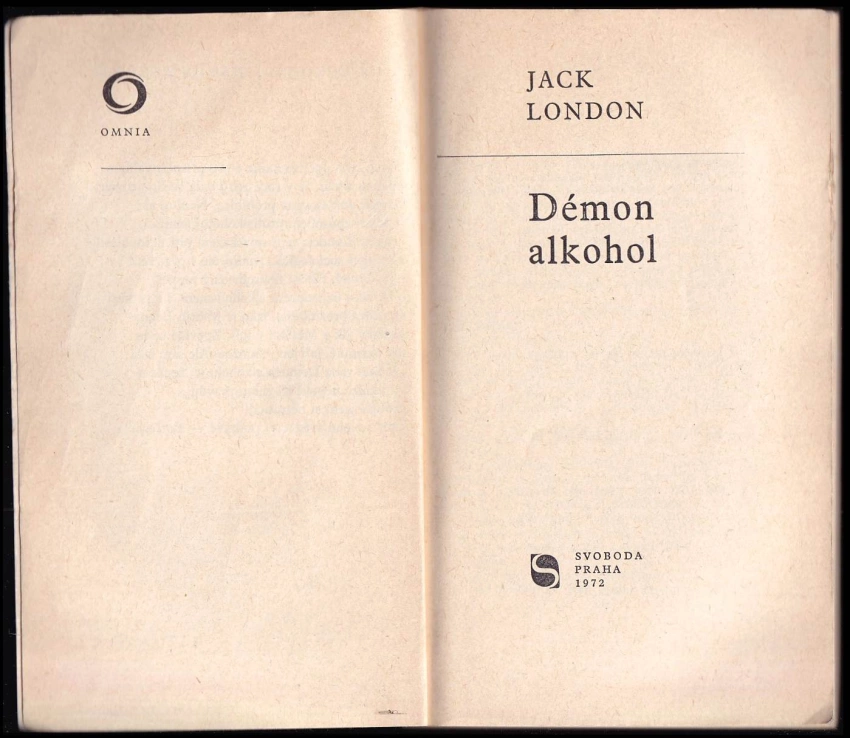 OMNIA
JACK
LONDON
Démon
alkohol
SVOBODA
PRAHA
1972